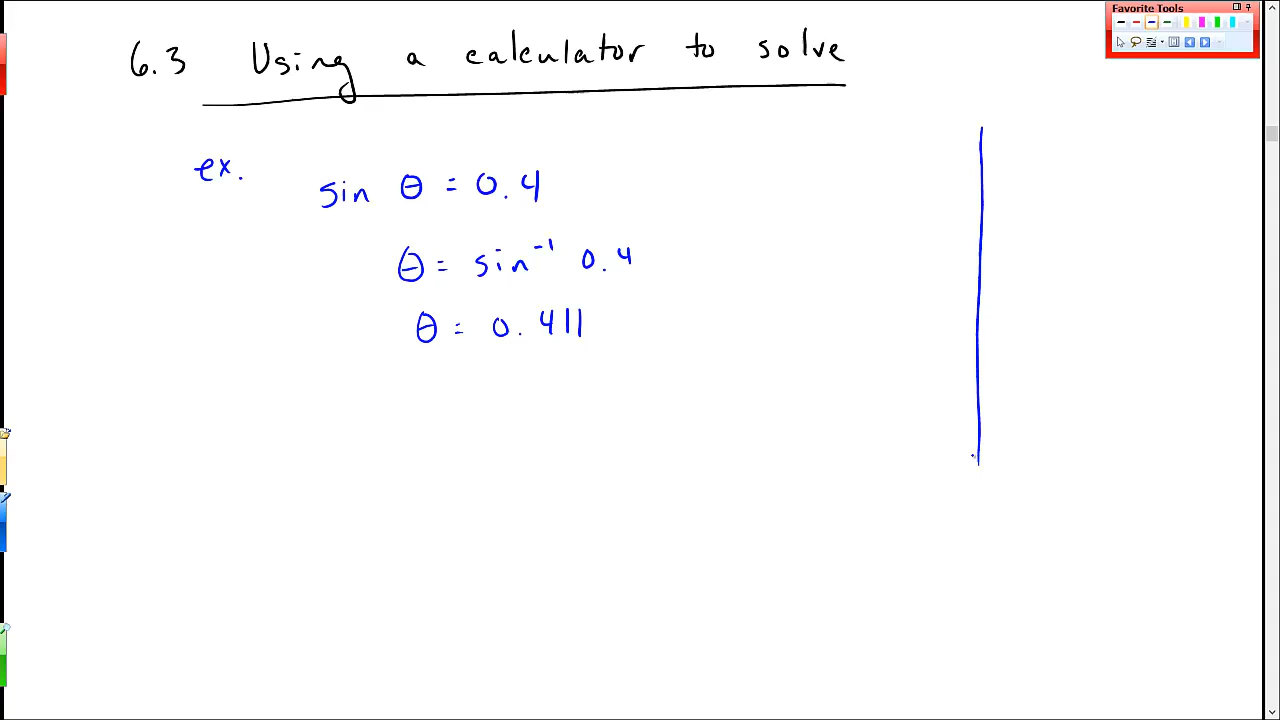 Favorite Tools
6.3 Using a calculator to solve
ex. sin θ = 0.4
θ = sin⁻¹ 0.4
θ = 0.411